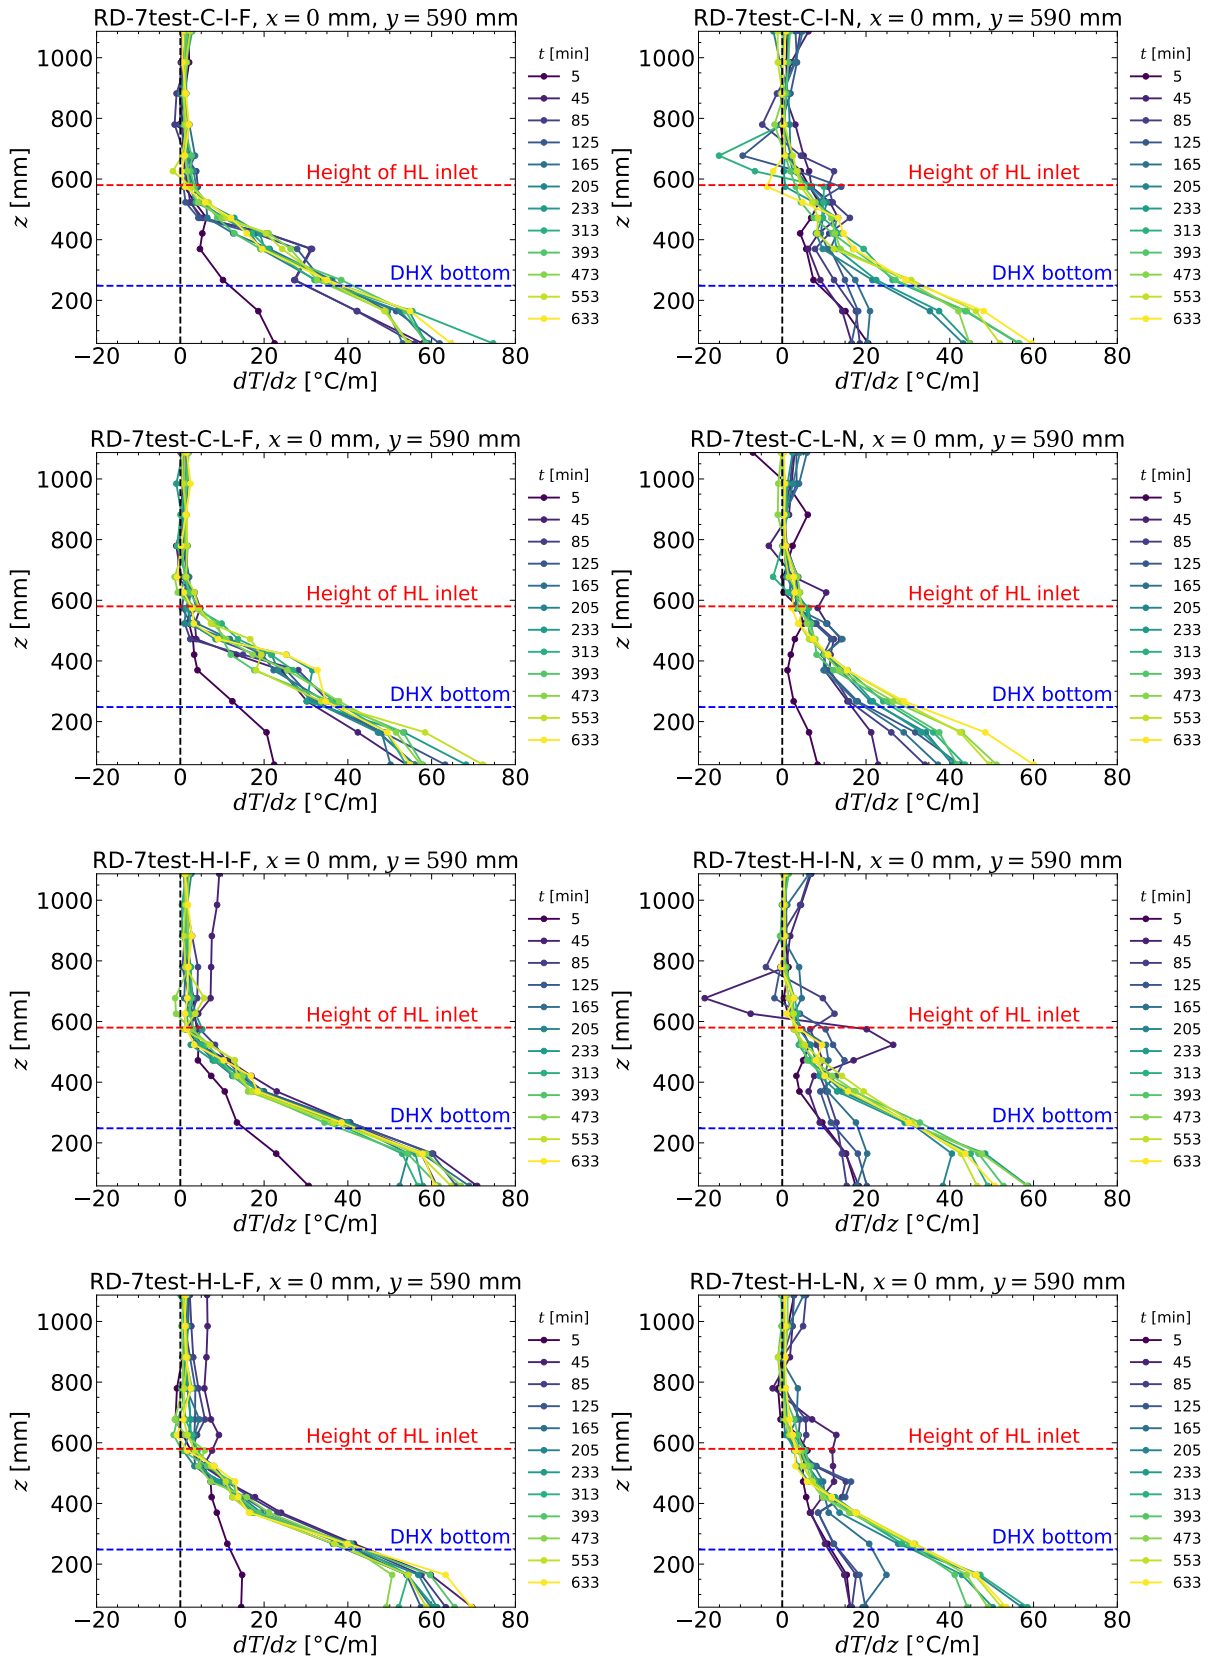 RD-7test-C-I-F, x = 0 mm, y = 590 mm
1000
800
600
400
200
z [mm]
Height of HL inlet
DHX bottom
−20 0 20 40 60 80
dT/dz [°C/m]
t [min]
5
45
85
125
165
205
233
313
393
473
553
633
RD-7test-C-I-N, x = 0 mm, y = 590 mm
1000
800
600
400
200
z [mm]
Height of HL inlet
DHX bottom
−20 0 20 40 60 80
dT/dz [°C/m]
t [min]
5
45
85
125
165
205
233
313
393
473
553
633
RD-7test-C-L-F, x = 0 mm, y = 590 mm
1000
800
600
400
200
z [mm]
Height of HL inlet
DHX bottom
−20 0 20 40 60 80
dT/dz [°C/m]
t [min]
5
45
85
125
165
205
233
313
393
473
553
633
RD-7test-C-L-N, x = 0 mm, y = 590 mm
1000
800
600
400
200
z [mm]
Height of HL inlet
DHX bottom
−20 0 20 40 60 80
dT/dz [°C/m]
t [min]
5
45
85
125
165
205
233
313
393
473
553
633
RD-7test-H-I-F, x = 0 mm, y = 590 mm
1000
800
600
400
200
z [mm]
Height of HL inlet
DHX bottom
−20 0 20 40 60 80
dT/dz [°C/m]
t [min]
5
45
85
125
165
205
233
313
393
473
553
633
RD-7test-H-I-N, x = 0 mm, y = 590 mm
1000
800
600
400
200
z [mm]
Height of HL inlet
DHX bottom
−20 0 20 40 60 80
dT/dz [°C/m]
t [min]
5
45
85
125
165
205
233
313
393
473
553
633
RD-7test-H-L-F, x = 0 mm, y = 590 mm
1000
800
600
400
200
z [mm]
Height of HL inlet
DHX bottom
−20 0 20 40 60 80
dT/dz [°C/m]
t [min]
5
45
85
125
165
205
233
313
393
473
553
633
RD-7test-H-L-N, x = 0 mm, y = 590 mm
1000
800
600
400
200
z [mm]
Height of HL inlet
DHX bottom
−20 0 20 40 60 80
dT/dz [°C/m]
t [min]
5
45
85
125
165
205
233
313
393
473
553
633